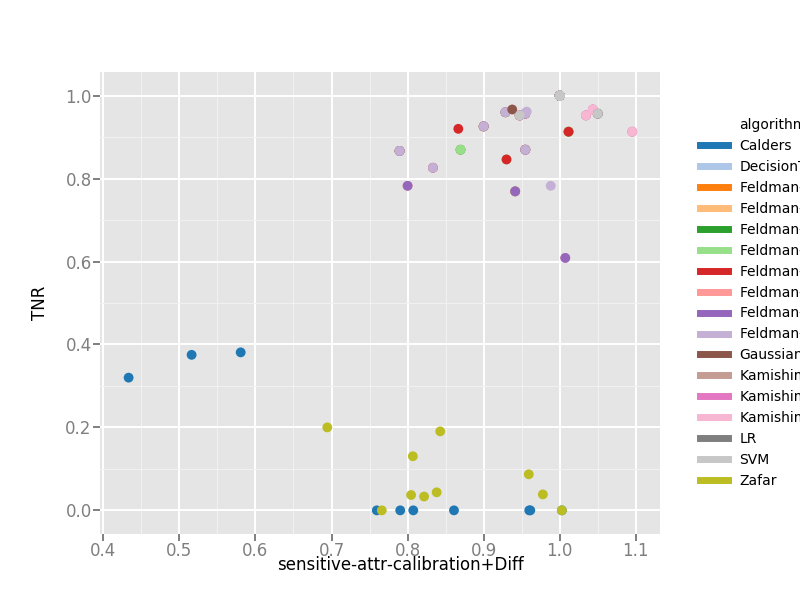 1.0
0.8
0.6
0.4
0.2
0.0
TNR
0.4 0.5 0.6 0.7 0.8 0.9 1.0 1.1
sensitive-attr-calibration+Diff
algorithm
Calders
DecisionT
Feldman-
Feldman-
Feldman-
Feldman-
Feldman-
Feldman-
Feldman-
Feldman-
Gaussian
Kamishin
Kamishin
Kamishin
LR
SVM
Zafar